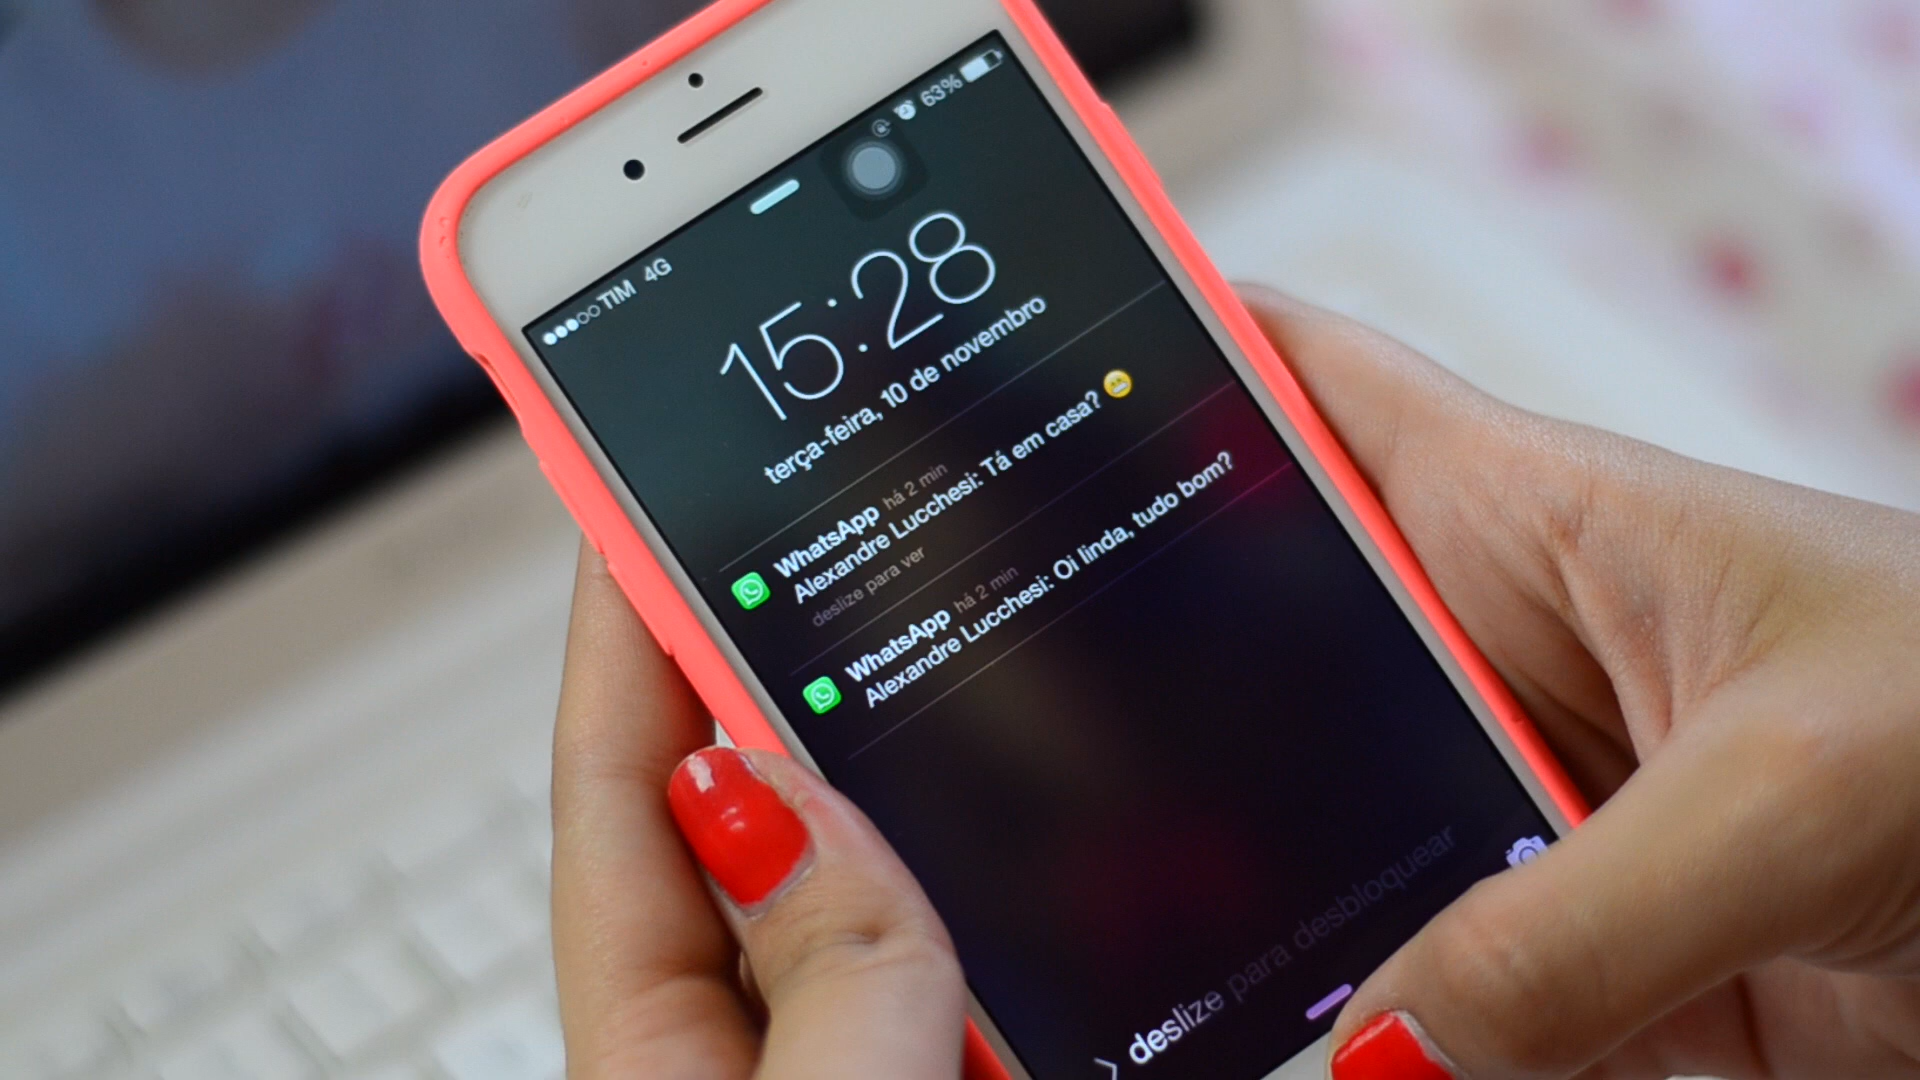 TIM 4G 63%
15:28
terça-feira, 10 de novembro
WhatsApp há 2 min
Alexandre Lucchesi: Tá em casa? 😁
deslize para ver
WhatsApp há 2 min
Alexandre Lucchesi: Oi linda, tudo bom?
deslize para desbloquear